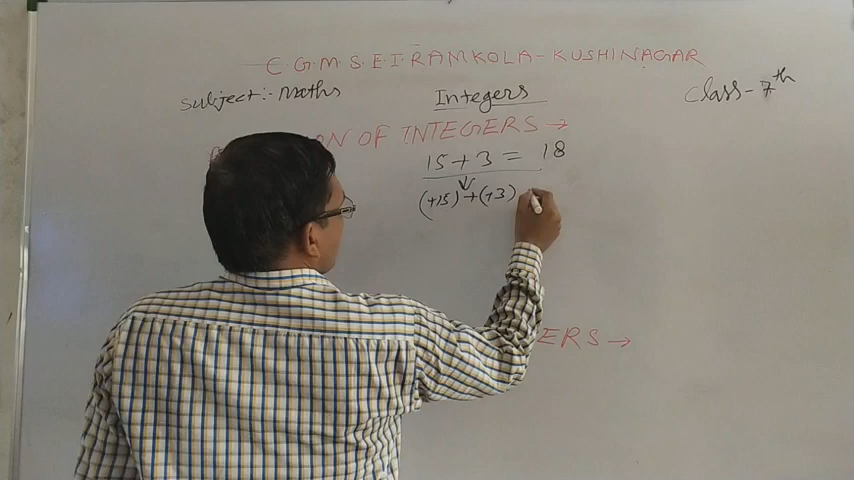 C.G.M.S.E.I. RAMKOLA-KUSHINAGAR
Subject:- Maths
Integers
Class-7th
OF INTEGERS →
15+3 = 18
(+15)+(+3)
ERS →